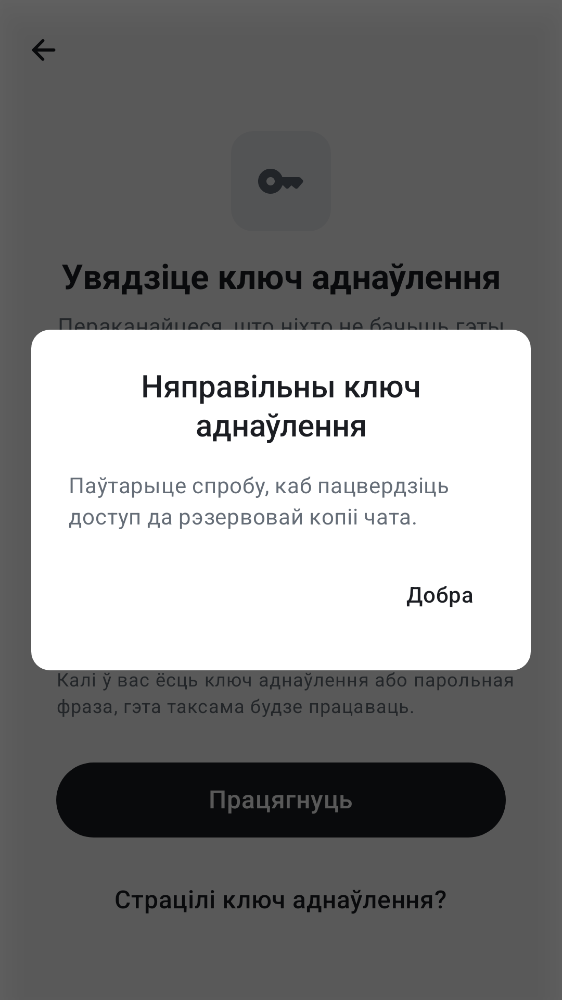 Увядзіце ключ аднаўлення
Пераканайцеся, што ніхто не бачыць гэты
Няправільны ключ
аднаўлення
Паўтарыце спробу, каб пацвердзіць
доступ да рэзервовай копіі чата.
Добра
Калі ў вас ёсць ключ аднаўлення або парольная
фраза, гэта таксама будзе працаваць.
Працягнуць
Страцілі ключ аднаўлення?